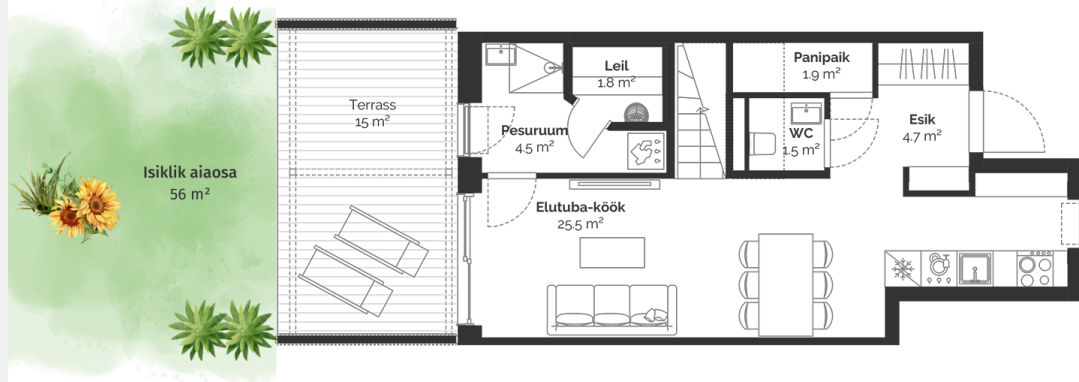 Leil
1.8 m²
Panipaik
1.9 m²
Terrass
15 m²
Pesuruum
4.5 m²
WC
1.5 m²
Esik
4.7 m²
Isiklik aiaosa
56 m²
Elutuba-köök
25.5 m²